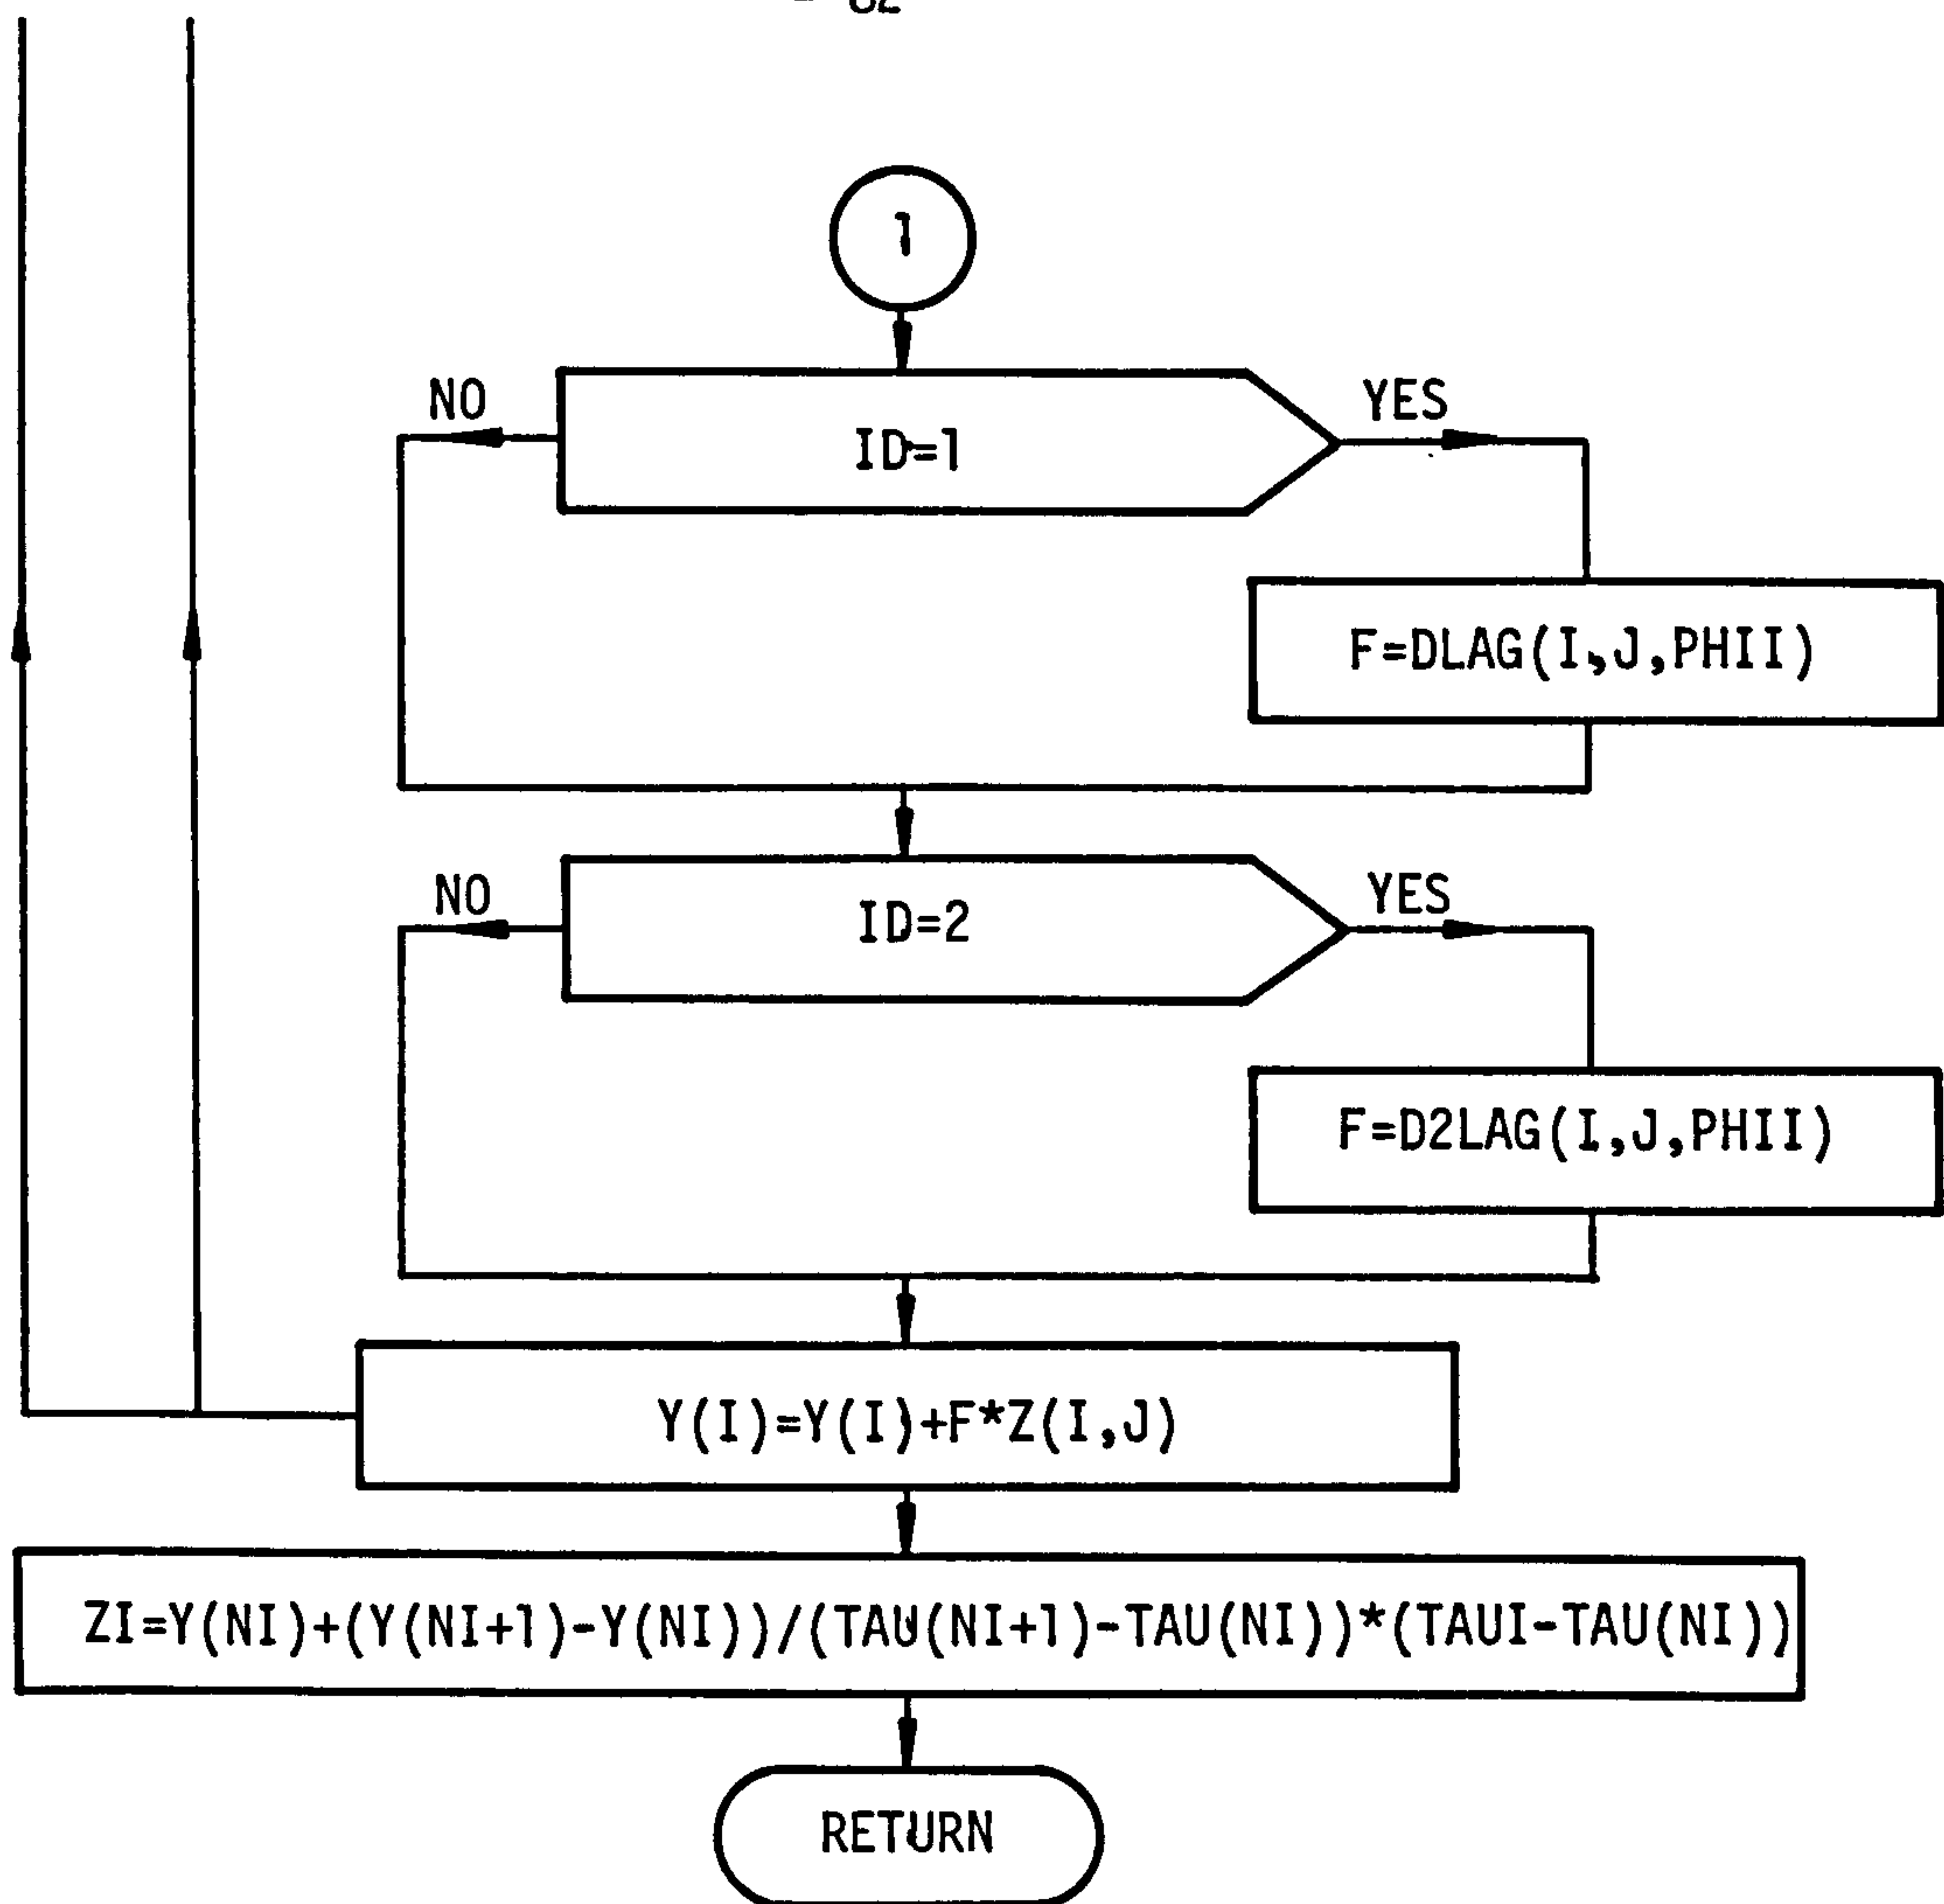 1
NO
YES
ID=1
F=DLAG(I,J,PHII)
NO
YES
ID=2
F=D2LAG(I,J,PHII)
Y(I)=Y(I)+F*Z(I,J)
ZI=Y(NI)+(Y(NI+1)-Y(NI))/(TAU(NI+1)-TAU(NI))*(TAUI-TAU(NI))
RETURN